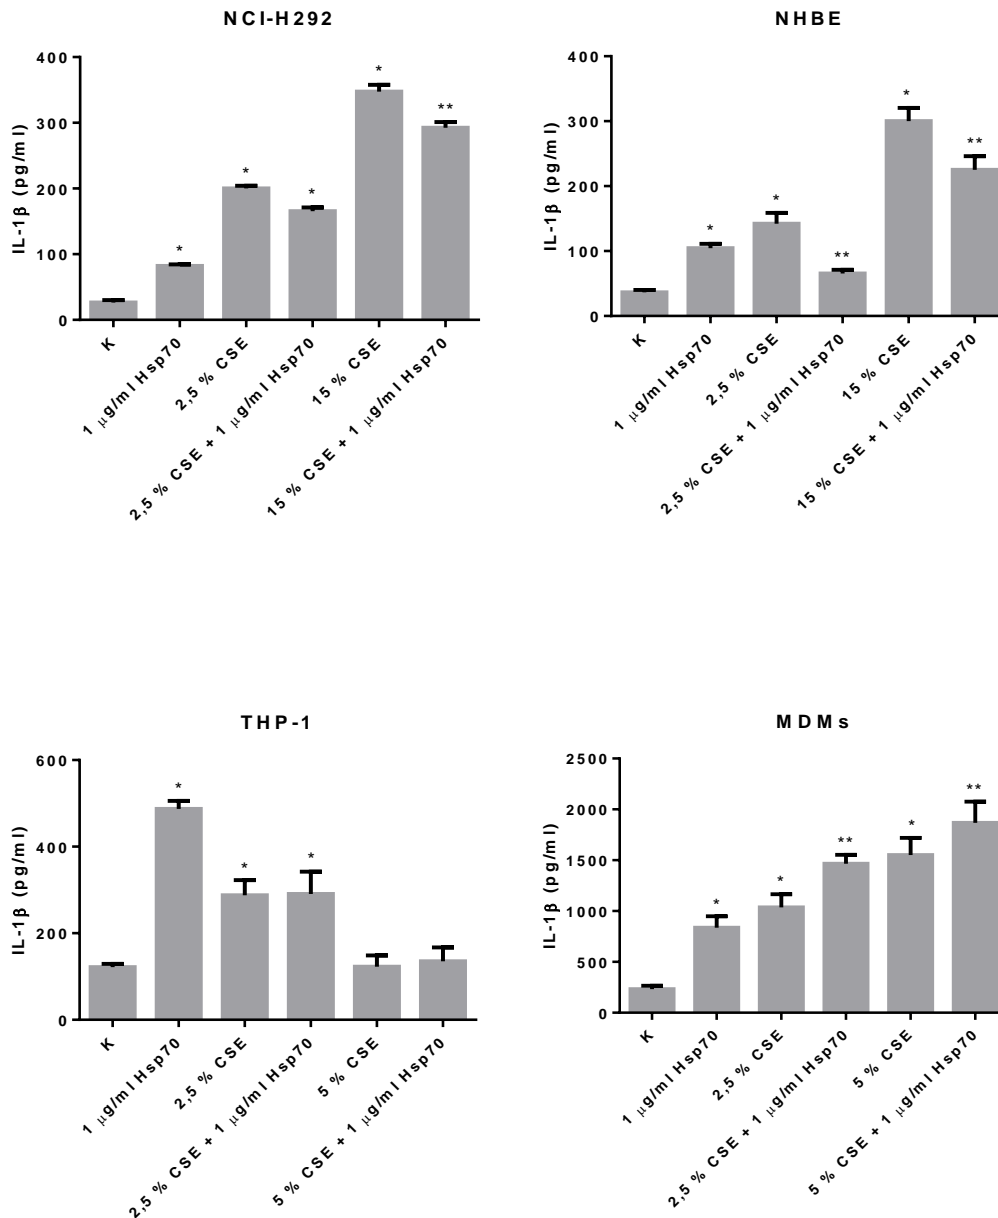 NCI-H292
IL-1β (pg/ml)
400
300
200
100
0
*
*
*
*
**
K
1 μg/ml Hsp70
2,5 % CSE
2,5 % CSE + 1 μg/ml Hsp70
15 % CSE
15 % CSE + 1 μg/ml Hsp70
NHBE
IL-1β (pg/ml)
400
300
200
100
0
*
*
**
*
**
K
1 μg/ml Hsp70
2,5 % CSE
2,5 % CSE + 1 μg/ml Hsp70
15 % CSE
15 % CSE + 1 μg/ml Hsp70
THP-1
IL-1β (pg/ml)
600
400
200
0
*
*
*
K
1 μg/ml Hsp70
2,5 % CSE
2,5 % CSE + 1 μg/ml Hsp70
5 % CSE
5 % CSE + 1 μg/ml Hsp70
MDMs
IL-1β (pg/ml)
2500
2000
1500
1000
500
0
*
*
**
*
**
K
1 μg/ml Hsp70
2,5 % CSE
2,5 % CSE + 1 μg/ml Hsp70
5 % CSE
5 % CSE + 1 μg/ml Hsp70